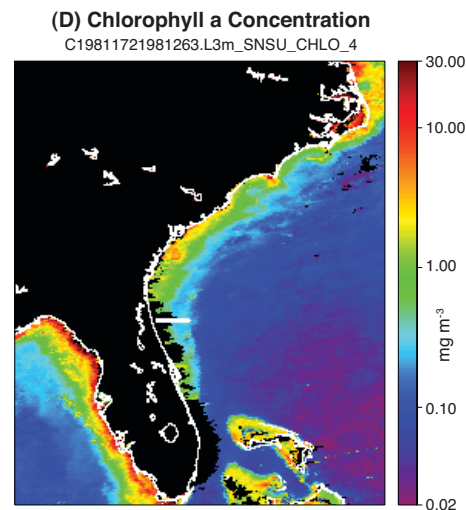 (D) Chlorophyll a Concentration
C19811721981263.L3m_SNSU_CHLO_4
30.00
10.00
1.00
mg m-3
0.10
0.02